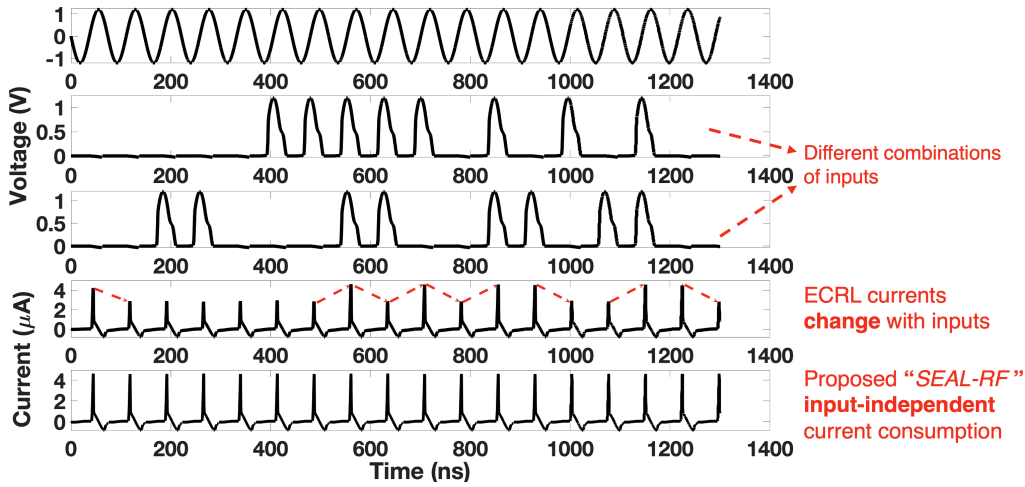 1
0
-1
0 200 400 600 800 1000 1200 1400
1
0.5
0
0 200 400 600 800 1000 1200 1400
Voltage (V)
Different combinations
of inputs
1
0.5
0
0 200 400 600 800 1000 1200 1400
4
2
0
0 200 400 600 800 1000 1200 1400
ECRL currents
change with inputs
Current (μA)
4
2
0
0 200 400 600 800 1000 1200 1400
Time (ns)
Proposed “SEAL-RF”
input-independent
current consumption